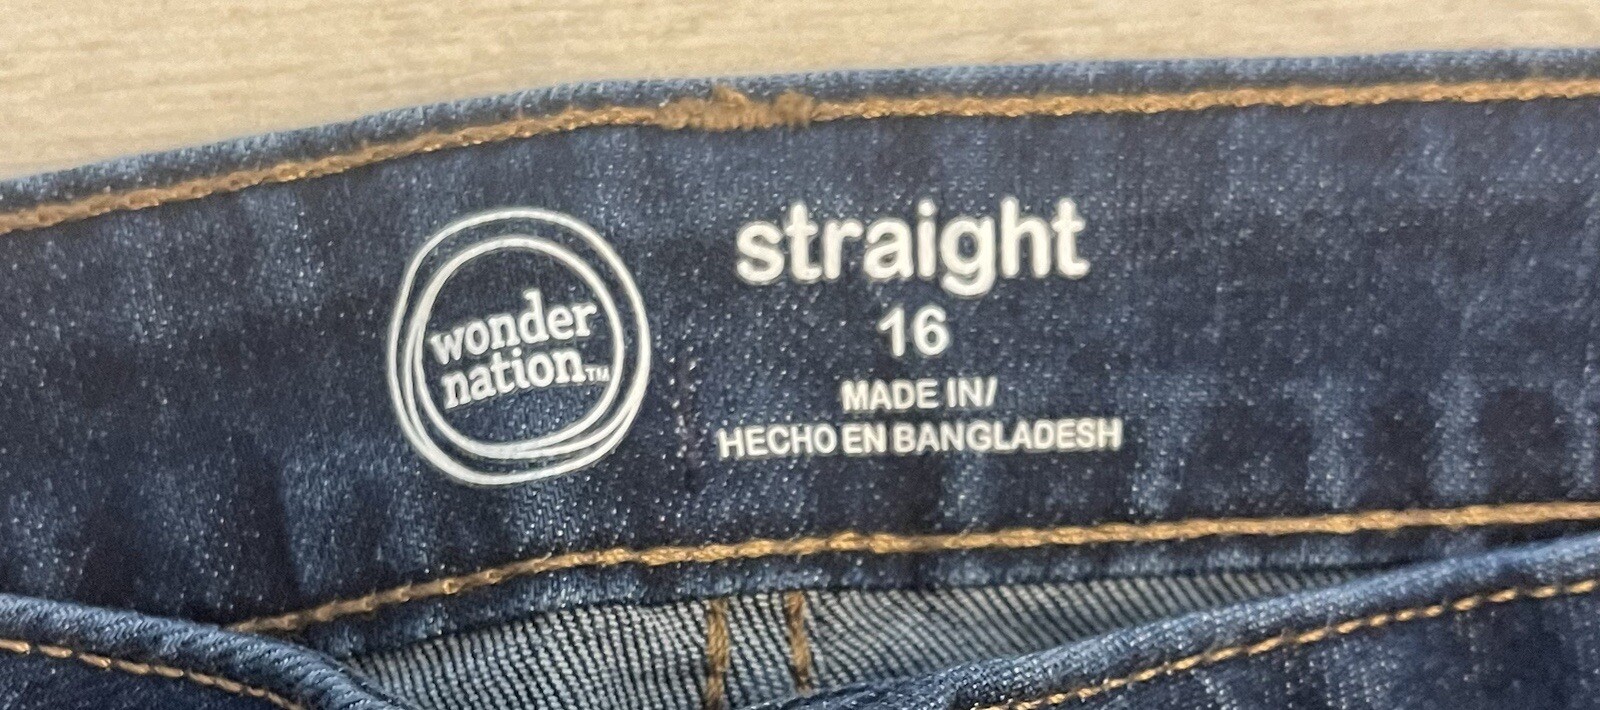 wonder
nation™
straight
16
MADE IN/
HECHO EN BANGLADESH